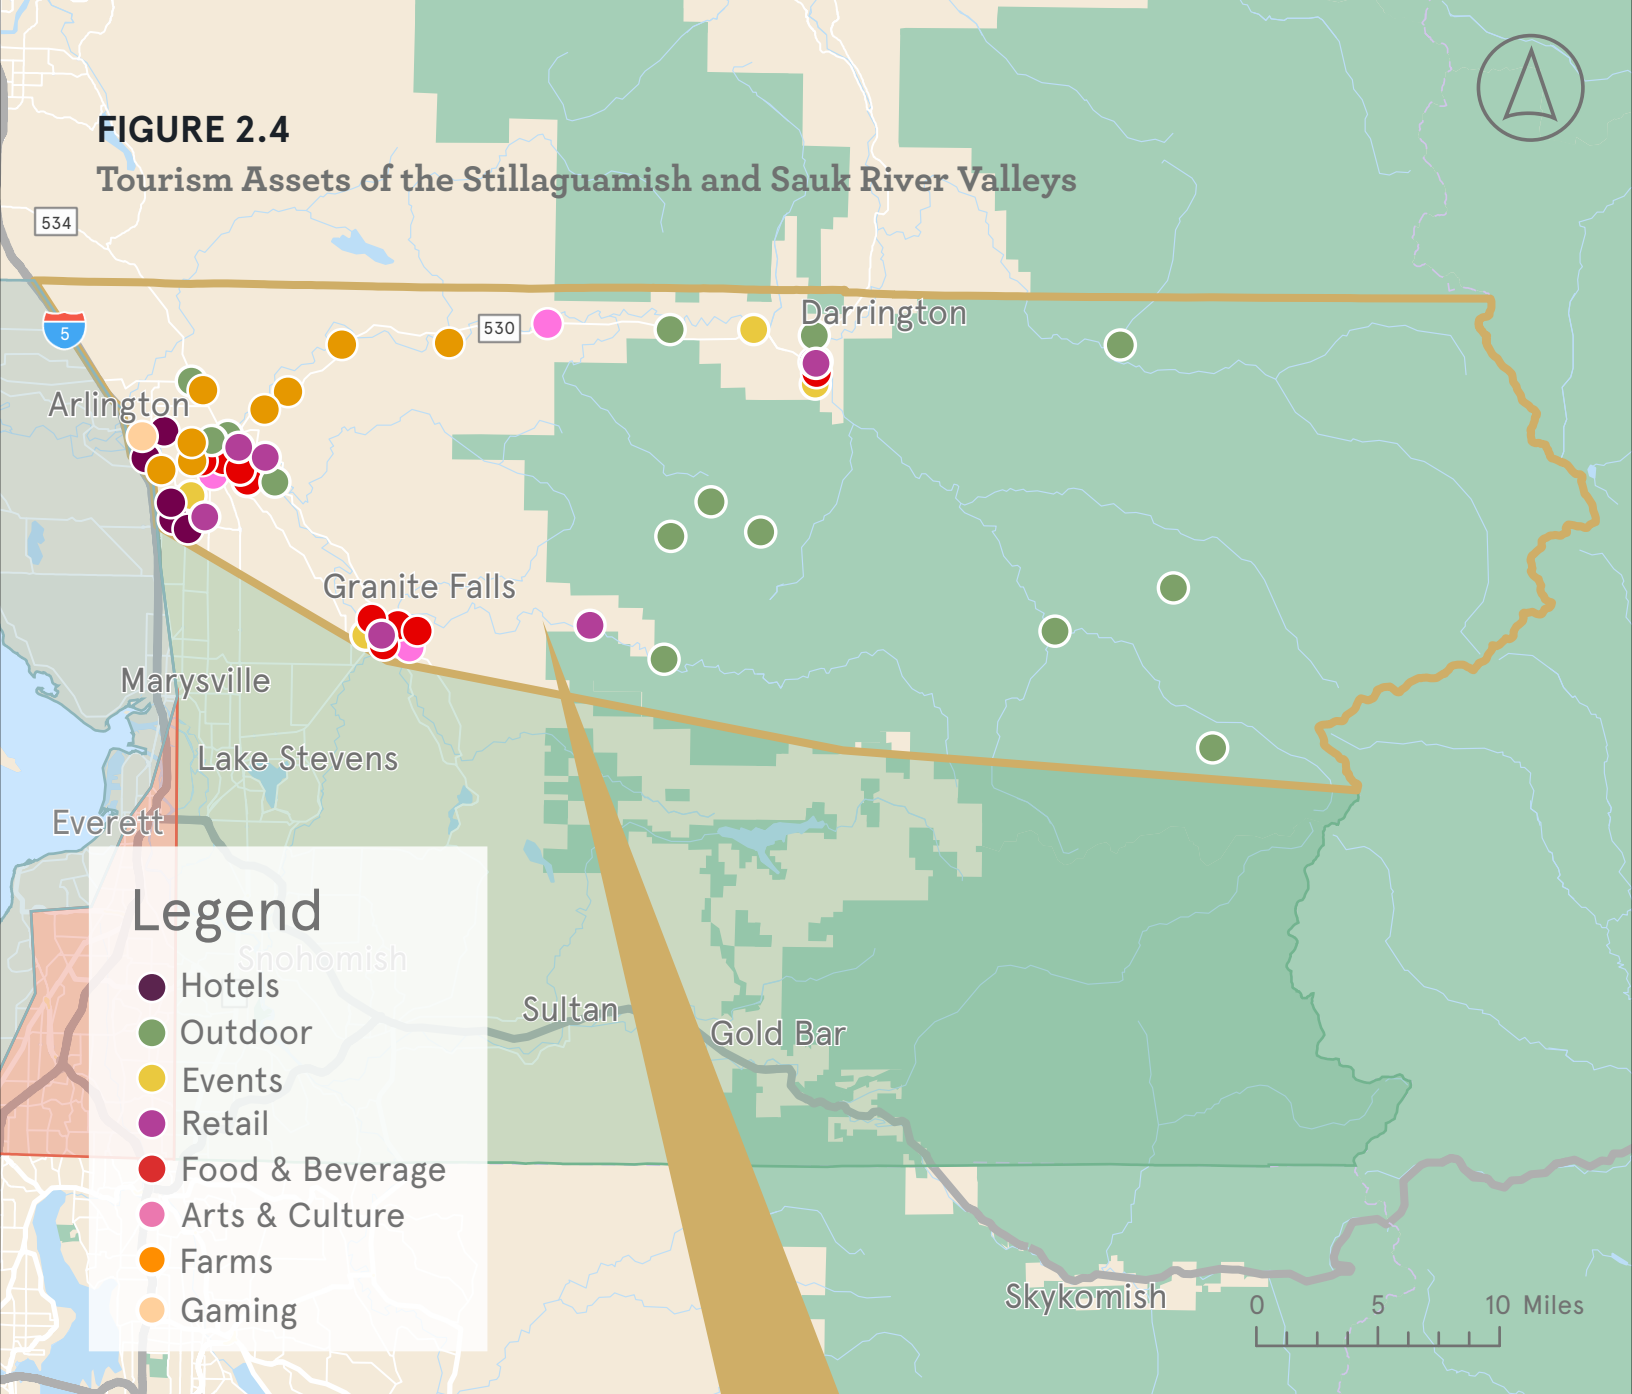 FIGURE 2.4
Tourism Assets of the Stillaguamish and Sauk River Valleys
534
5
530
Darrington
Arlington
Granite Falls
Marysville
Lake Stevens
Everett
Legend
Snohomish
Hotels
Outdoor
Events
Retail
Food & Beverage
Arts & Culture
Farms
Gaming
Sultan
Gold Bar
Skykomish
0 5 10 Miles